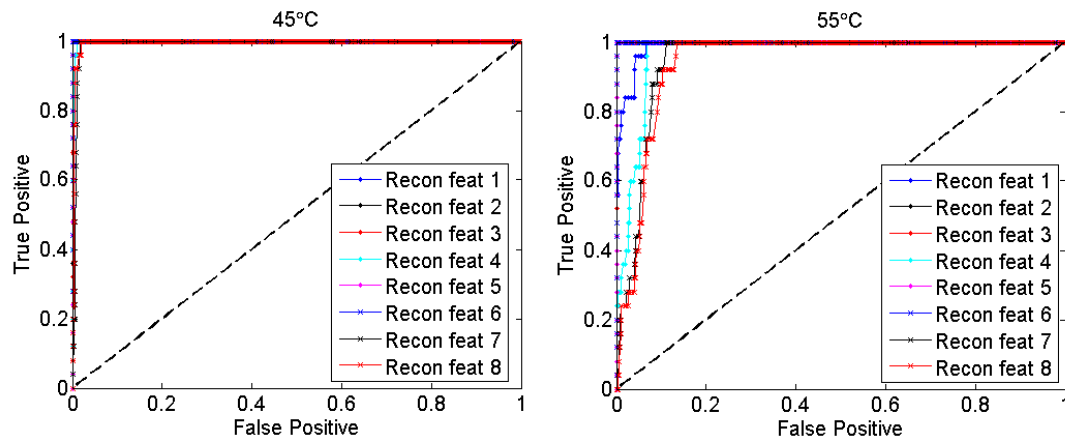 45°C
1
0.8
0.6
0.4
0.2
0
True Positive
0
0.2
0.4
0.6
0.8
1
False Positive
Recon feat 1
Recon feat 2
Recon feat 3
Recon feat 4
Recon feat 5
Recon feat 6
Recon feat 7
Recon feat 8
55°C
1
0.8
0.6
0.4
0.2
0
True Positive
0
0.2
0.4
0.6
0.8
1
False Positive
Recon feat 1
Recon feat 2
Recon feat 3
Recon feat 4
Recon feat 5
Recon feat 6
Recon feat 7
Recon feat 8